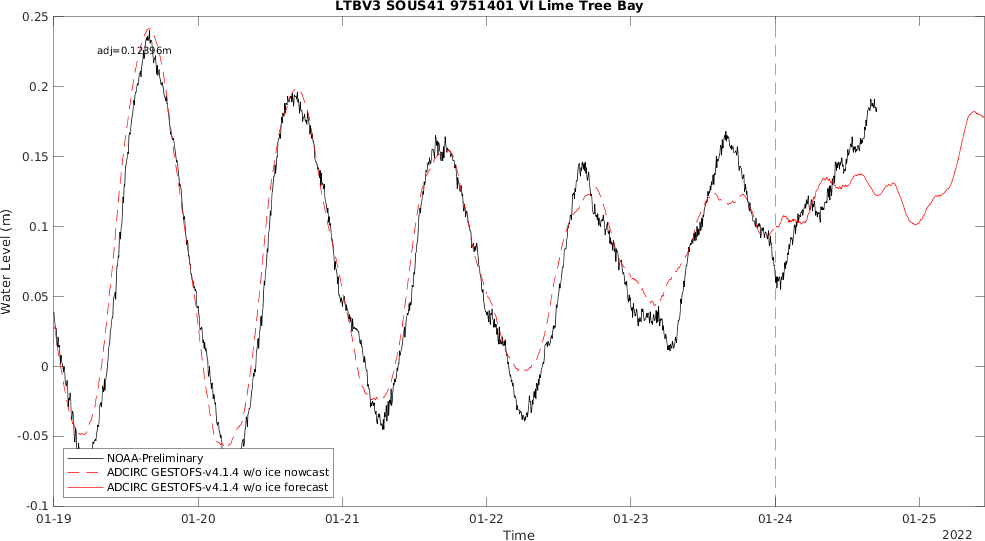 LTBV3 SOUS41 9751401 VI Lime Tree Bay
adj=0.12396m
0.25
0.2
0.15
0.1
0.05
0
-0.05
-0.1
Water Level (m)
NOAA-Preliminary
ADCIRC GESTOFS-v4.1.4 w/o ice nowcast
ADCIRC GESTOFS-v4.1.4 w/o ice forecast
01-19 01-20 01-21 01-22 01-23 01-24 01-25
Time
2022